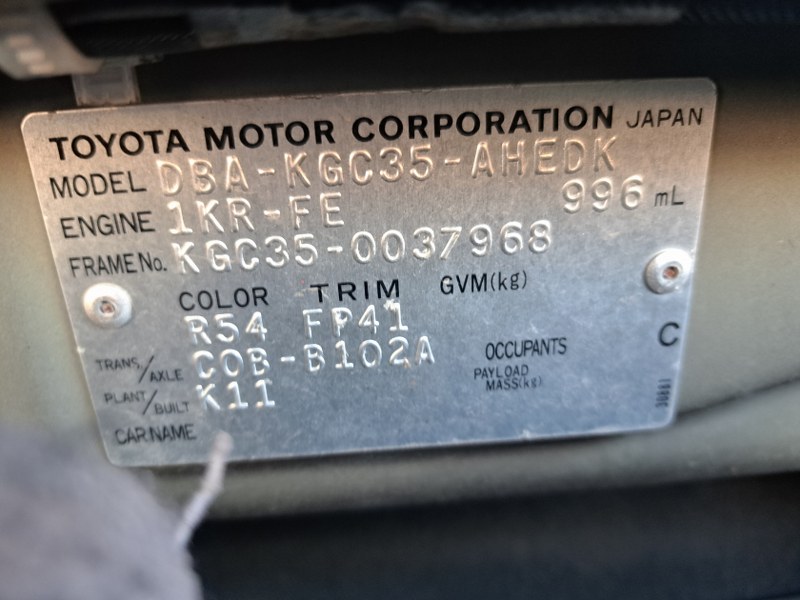 TOYOTA MOTOR CORPORATION JAPAN
MODEL DBA-KGC35-AHEDK
ENGINE 1KR-FE 996 mL
FRAME No. KGC35-0037968
COLOR TRIM GVM(kg)
R54 FP41
TRANS./AXLE C0B-B102A OCCUPANTS C
PAYLOAD
MASS(kg)
PLANT/BUILT K11
CAR NAME